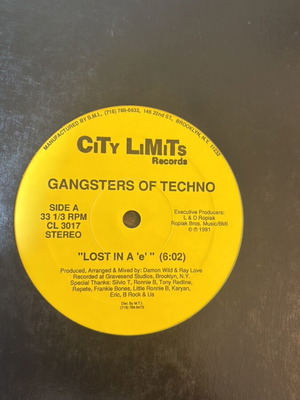 MANUFACTURED BY B.M.I., (718) 768-0633, 146 22nd ST., BROOKLYN, N.Y. 11232
CiTy LiMiTs
Records
GANGSTERS OF TECHNO
SIDE A
33 1/3 RPM
CL 3017
STEREO
Executive Producers:
L & D Ropiak
Ropiak Bros. Music/BMI
© ℗ 1991
"LOST IN A 'e' " (6:02)
Produced, Arranged & Mixed by: Damon Wild & Ray Love
Recorded at Gravesend Studios, Brooklyn, N.Y.
Special Thanks: Silvio T, Ronnie B, Tony Redline,
Repete, Frankie Bones, Little Ronnie B, Karyan,
Eric, B Rock & Us